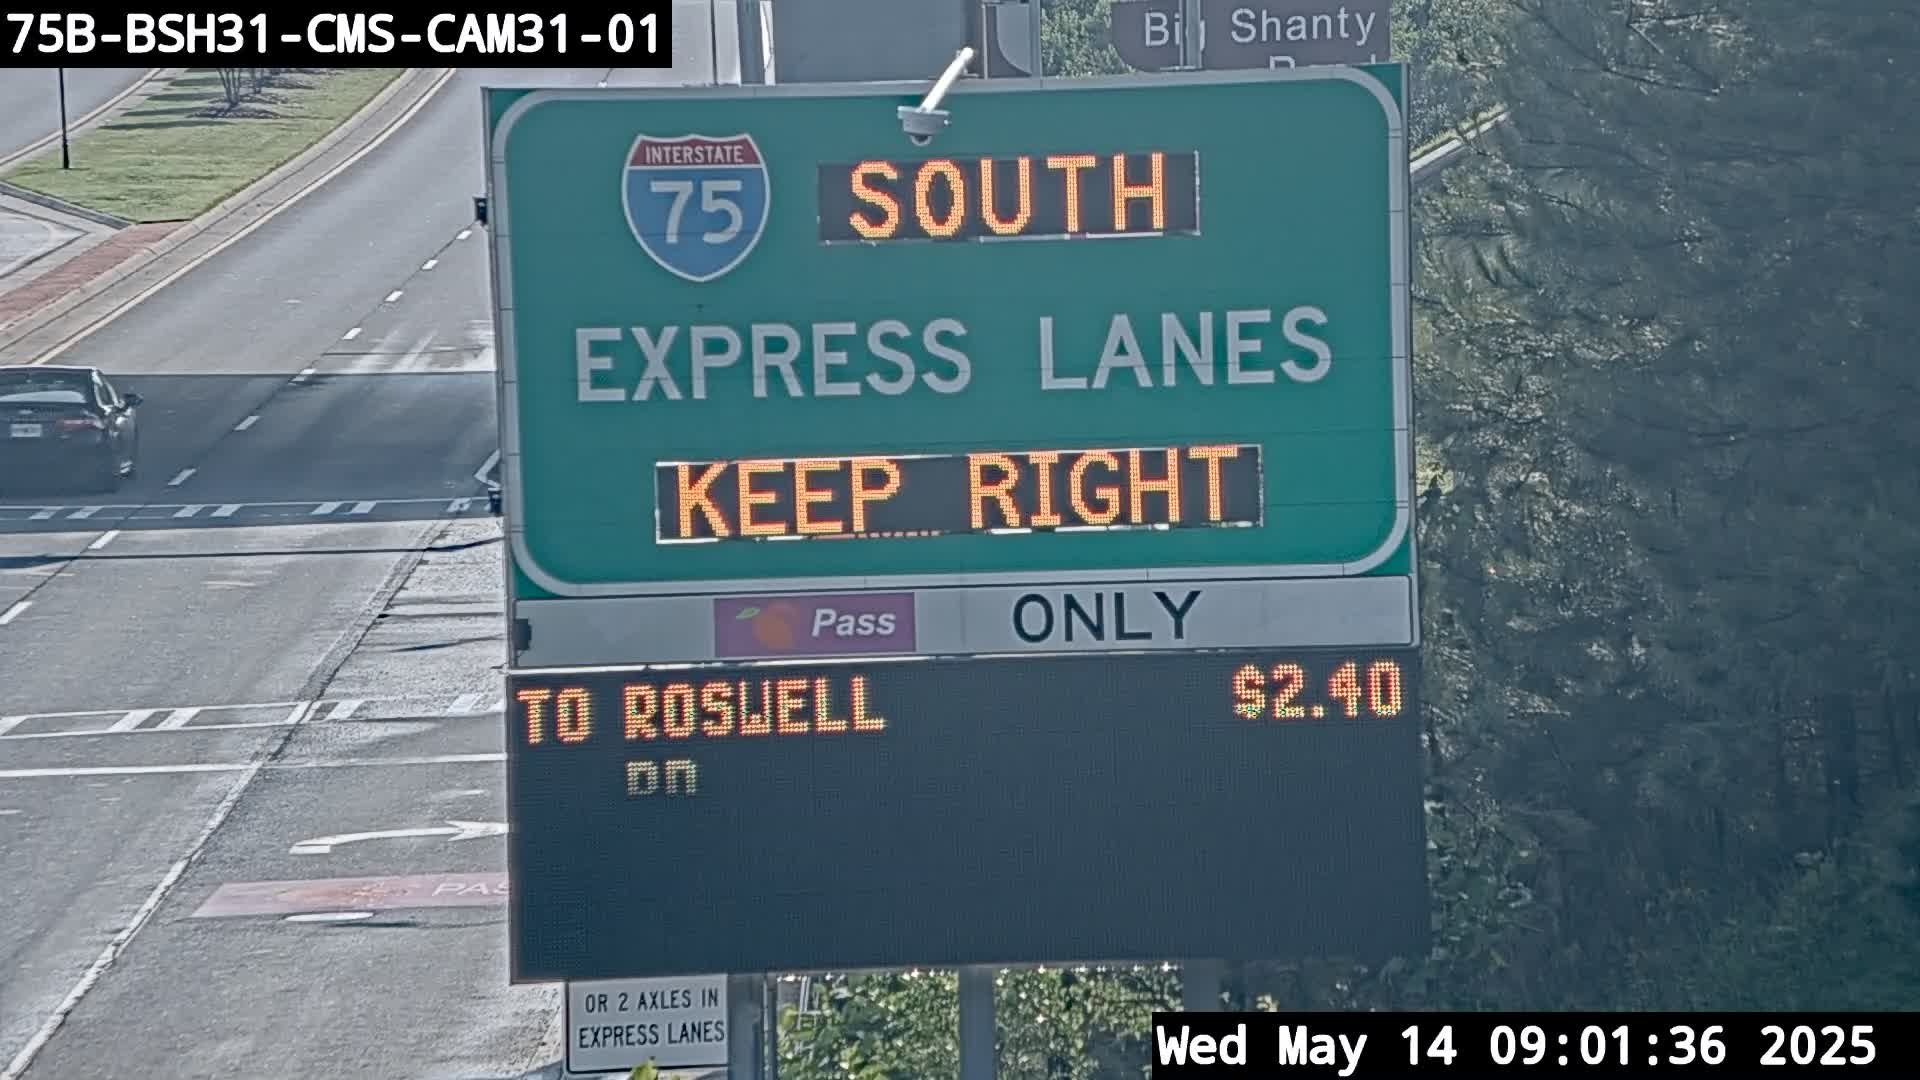 75B-BSH31-CMS-CAM31-01
Big Shanty
INTERSTATE
75
SOUTH
EXPRESS LANES
KEEP RIGHT
Pass
ONLY
TO ROSWELL $2.40
PAS
OR 2 AXLES IN
EXPRESS LANES
Wed May 14 09:01:36 2025